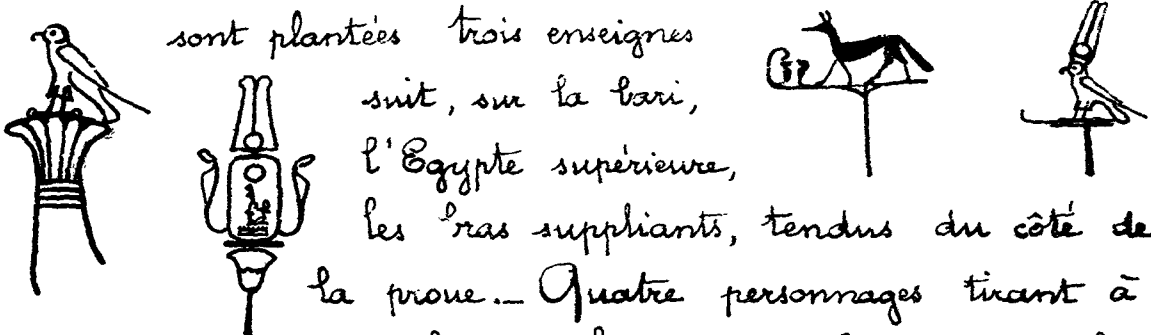 sont plantées trois enseignes
suit, sur la bari,
l'Egypte supérieure,
les bras suppliants, tendus du côté de
la proue._ Quatre personnages tirant à